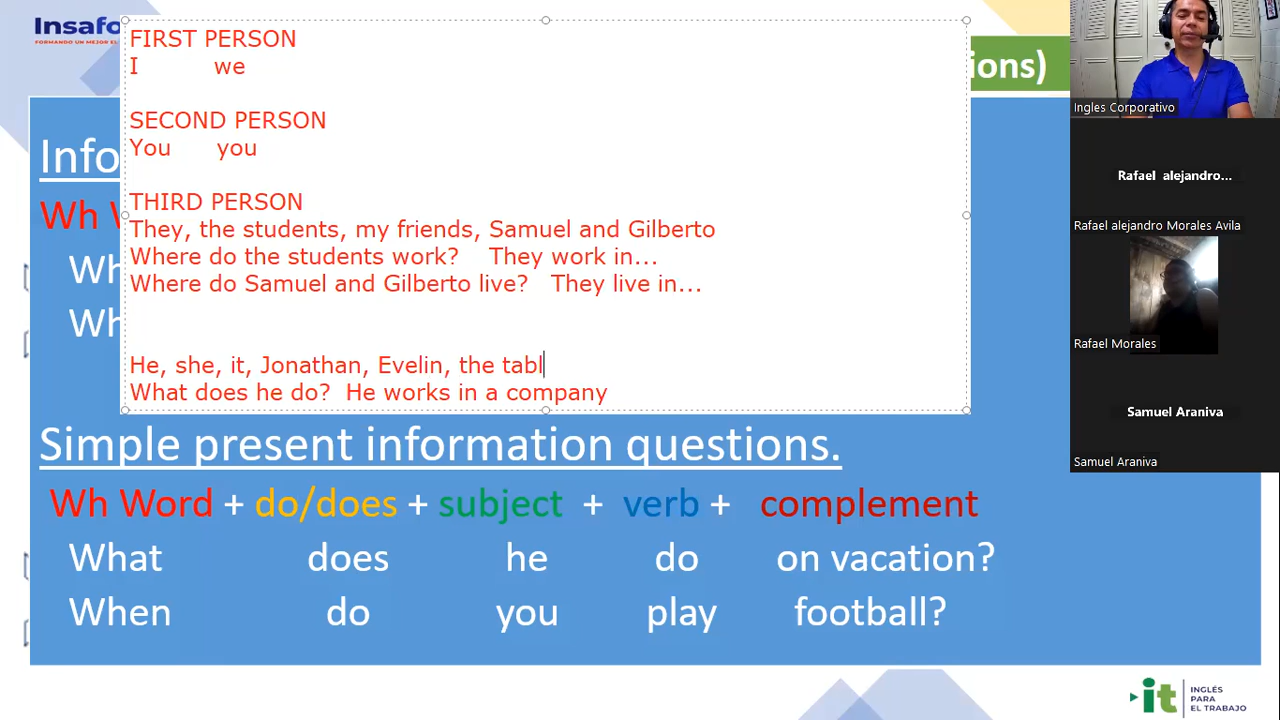 Insafo
FORMANDO UN MEJOR EL
FIRST PERSON
I we
SECOND PERSON
You you
THIRD PERSON
They, the students, my friends, Samuel and Gilberto
Where do the students work? They work in...
Where do Samuel and Gilberto live? They live in...
He, she, it, Jonathan, Evelin, the tabl
What does he do? He works in a company
ions)
Info
Wh W
Wh
Wh
Simple present information questions.
Wh Word + do/does + subject + verb + complement
What does he do on vacation?
When do you play football?
Ingles Corporativo
Rafael alejandro...
Rafael alejandro Morales Avila
Rafael Morales
Samuel Araniva
Samuel Araniva
it
INGLÉS
PARA
EL TRABAJO